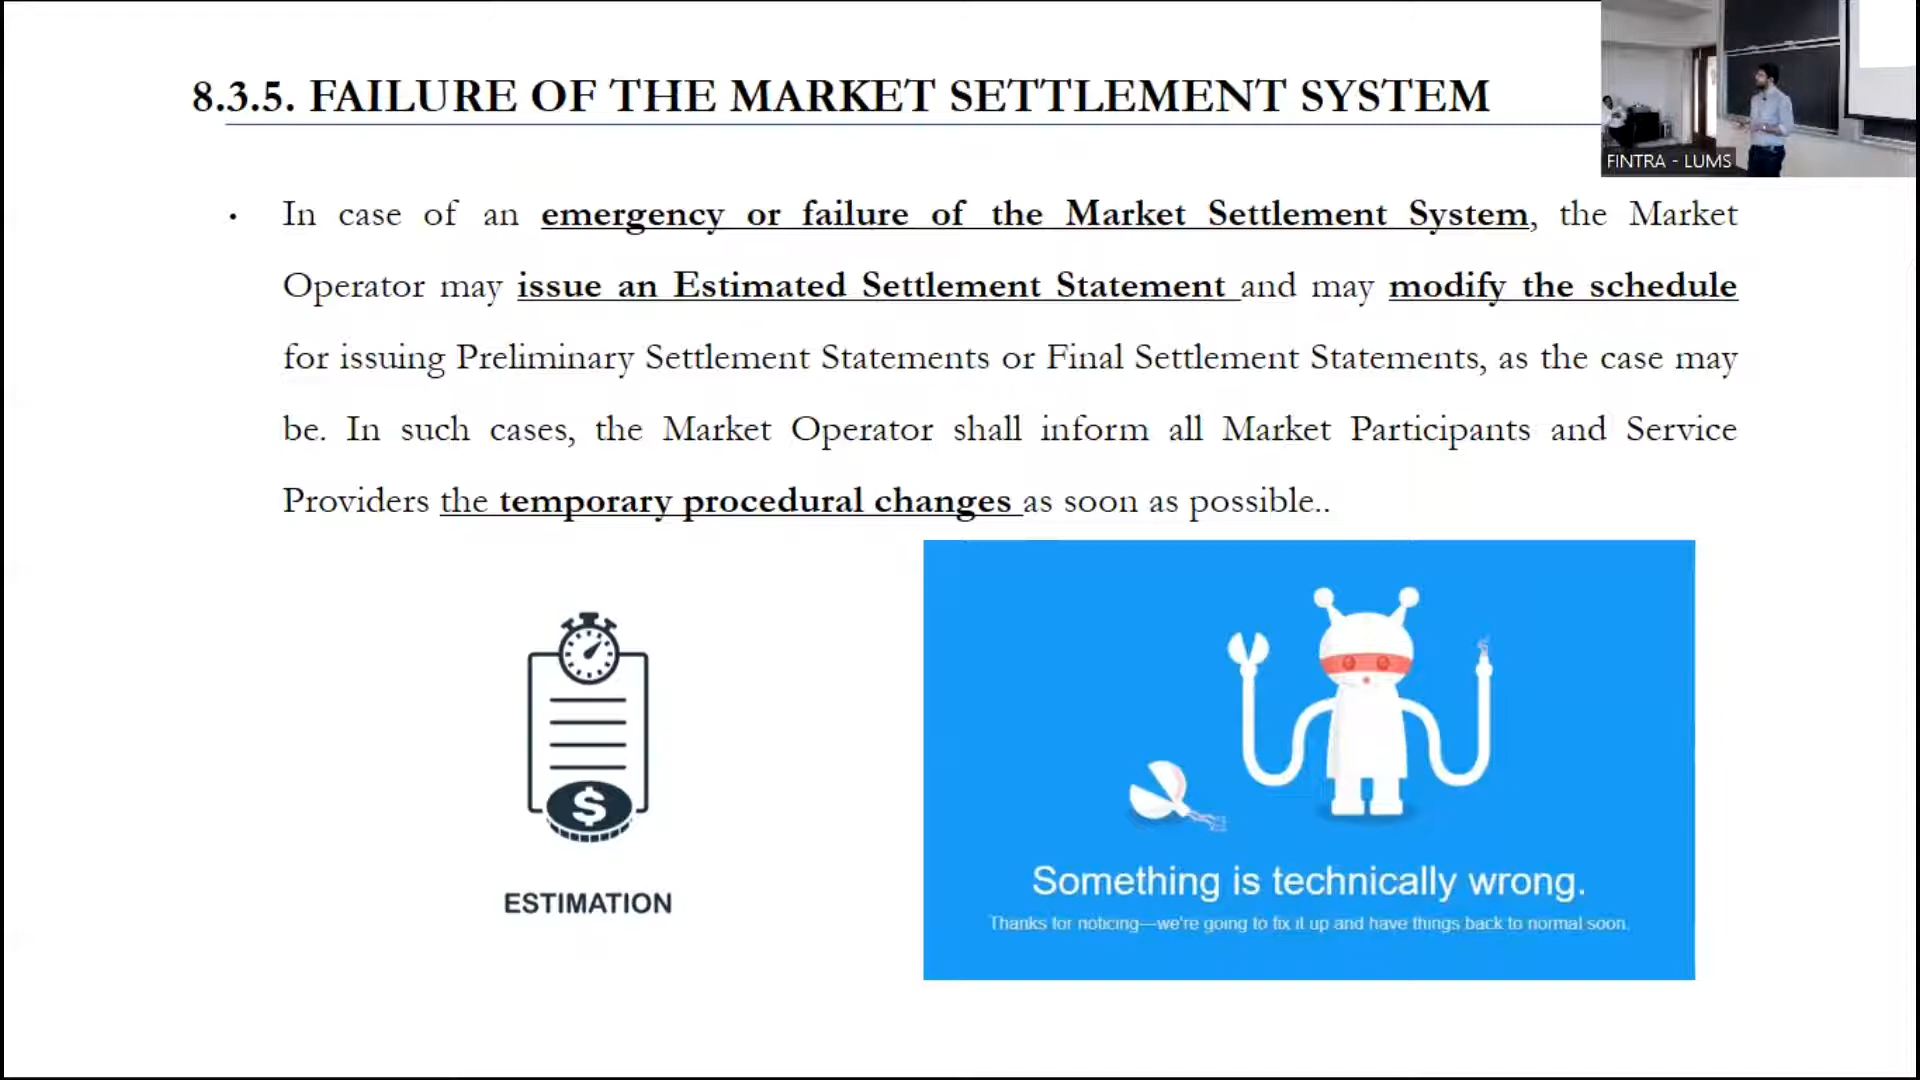 8.3.5. FAILURE OF THE MARKET SETTLEMENT SYSTEM
FINTRA - LUMS
• In case of an emergency or failure of the Market Settlement System, the Market
Operator may issue an Estimated Settlement Statement and may modify the schedule
for issuing Preliminary Settlement Statements or Final Settlement Statements, as the case may
be. In such cases, the Market Operator shall inform all Market Participants and Service
Providers the temporary procedural changes as soon as possible..
$
ESTIMATION
Something is technically wrong.
Thanks for noticing—we're going to fix it up and have things back to normal soon.